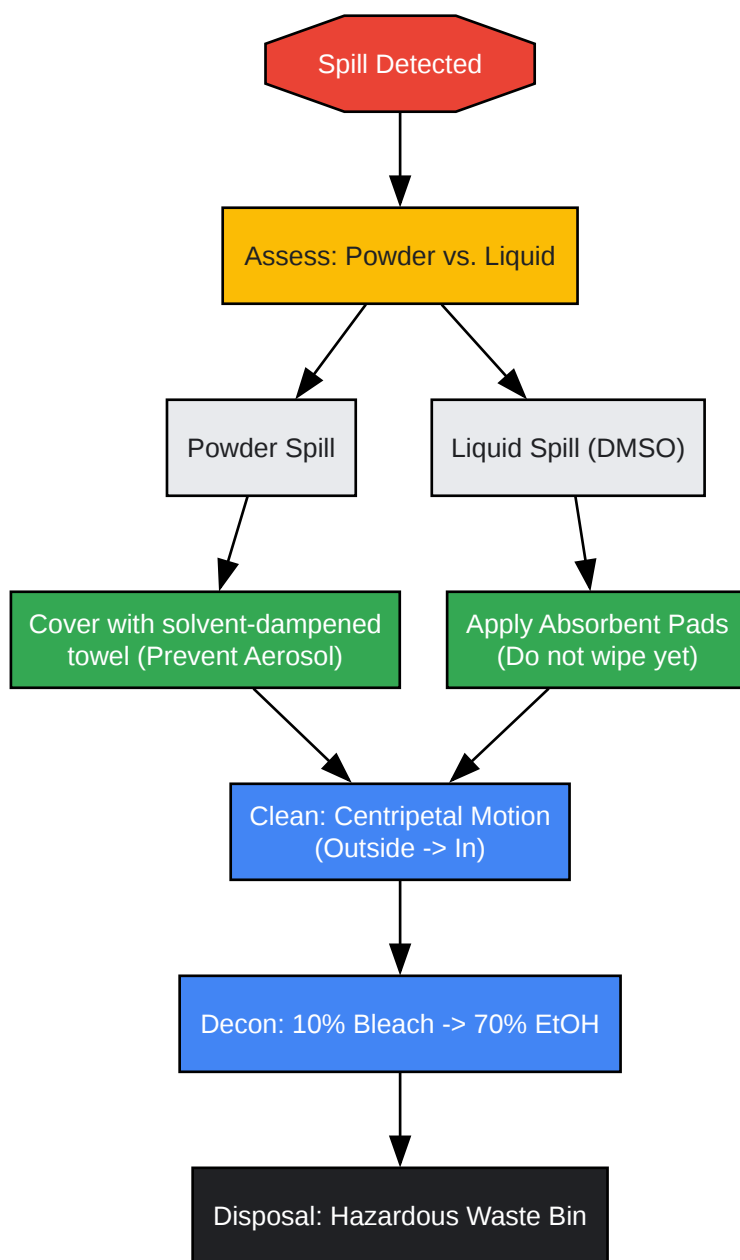 Spill Detected
Assess: Powder vs. Liquid
Powder Spill
Liquid Spill (DMSO)
Cover with solvent-dampened
towel (Prevent Aerosol)
Apply Absorbent Pads
(Do not wipe yet)
Clean: Centripetal Motion
(Outside -> In)
Decon: 10% Bleach -> 70% EtOH
Disposal: Hazardous Waste Bin